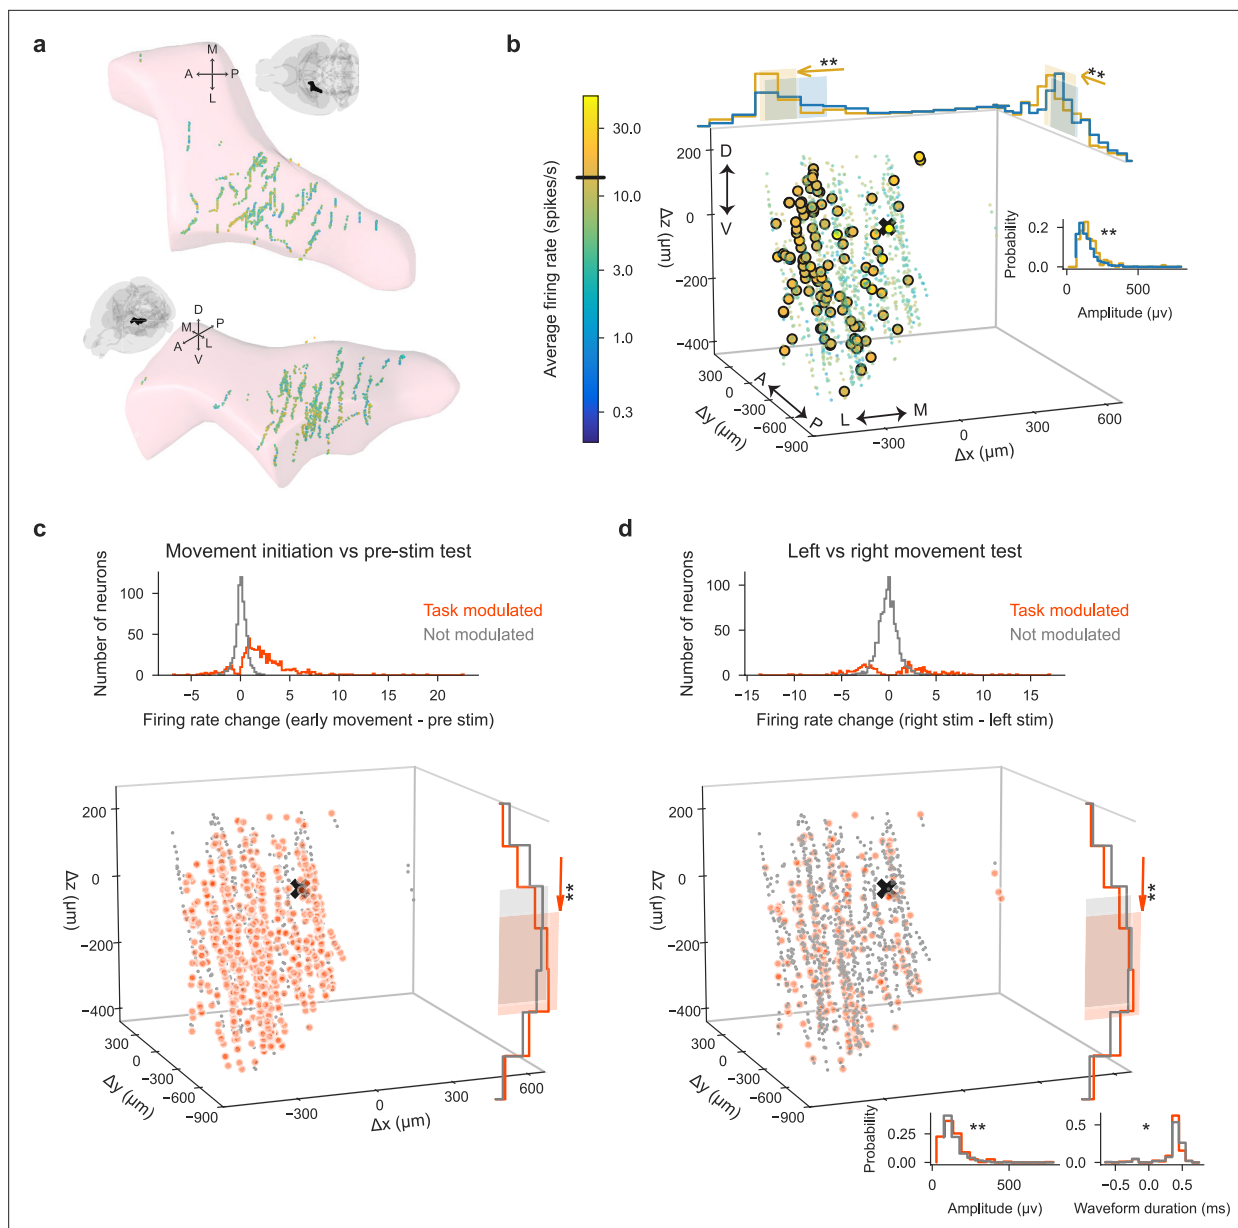 a
M
A P
L
D
M P
A L
V
b
Average firing rate (spikes/s)
30.0
10.0
3.0
1.0
0.3
**
**
200
0
−200
−400
Δz (μm)
D
V
300
0
−300
−600
−900
Δy (μm)
A
P
L M
−300 0 300 600
Δx (μm)
Probability
0.2
0.0
**
0 500
Amplitude (μv)
c
Movement initiation vs pre-stim test
Number of neurons
100
50
0
Task modulated
Not modulated
−5 0 5 10 15 20
Firing rate change (early movement - pre stim)
200
0
−200
−400
Δz (μm)
**
300
0
−300
−600
−900
Δy (μm)
−300 0 300 600
Δx (μm)
d
Left vs right movement test
Number of neurons
100
50
0
Task modulated
Not modulated
−15 −10 −5 0 5 10 15
Firing rate change (right stim - left stim)
200
0
−200
−400
Δz (μm)
**
300
0
−300
−600
−900
Δy (μm)
Probability
0.25
0.00
**
0 500
Amplitude (μv)
0.5
0.0
*
−0.5 0.0 0.5
Waveform duration (ms)